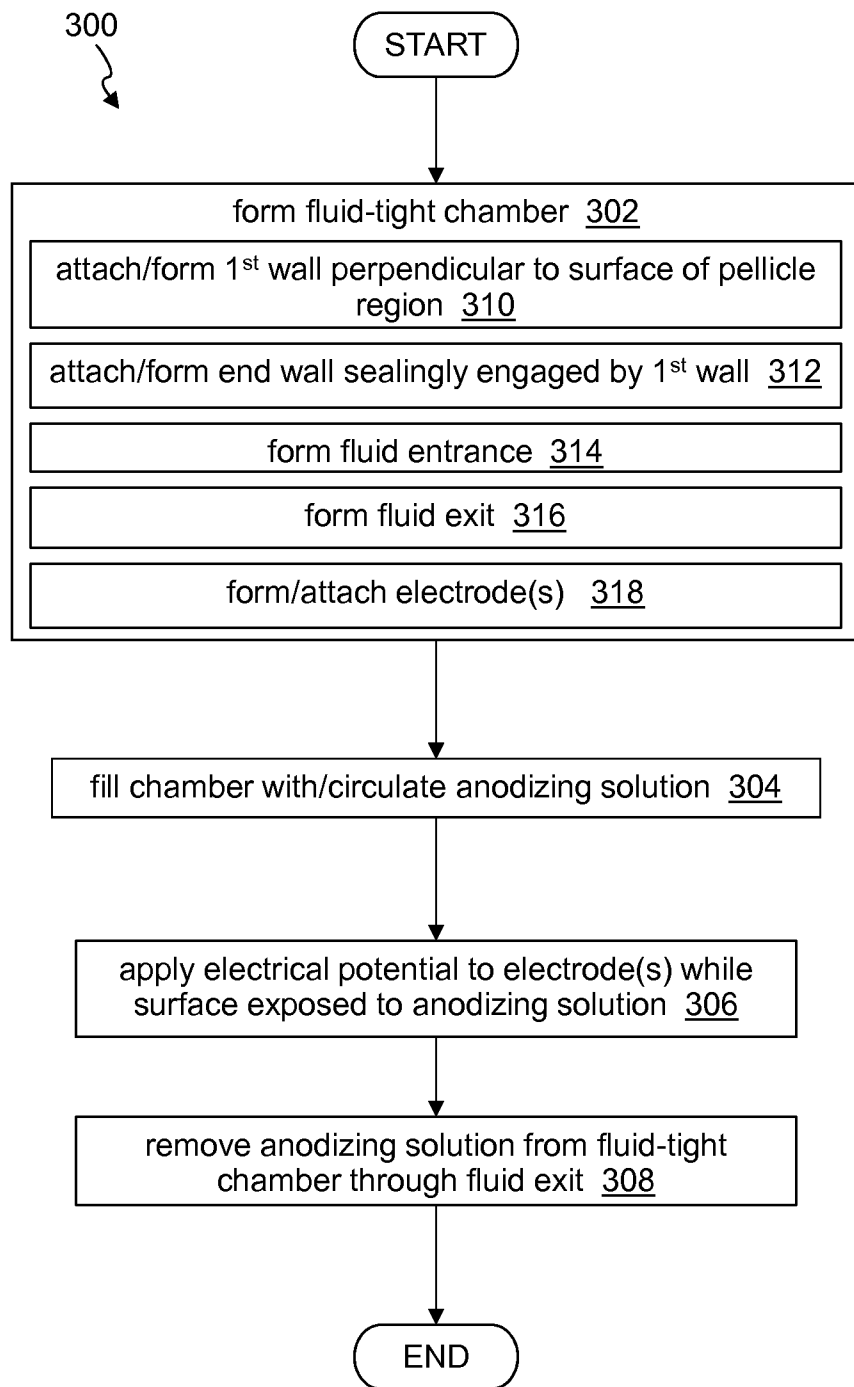 300
START
form fluid-tight chamber 302
attach/form 1st wall perpendicular to surface of pellicle
region 310
attach/form end wall sealingly engaged by 1st wall 312
form fluid entrance 314
form fluid exit 316
form/attach electrode(s) 318
fill chamber with/circulate anodizing solution 304
apply electrical potential to electrode(s) while
surface exposed to anodizing solution 306
remove anodizing solution from fluid-tight
chamber through fluid exit 308
END